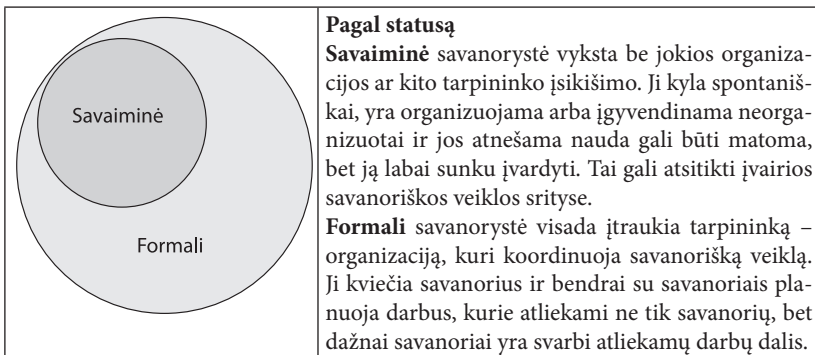 Savaiminė
Formali
Pagal statusą
Savaiminė savanorystė vyksta be jokios organiza-
cijos ar kito tarpininko įsikišimo. Ji kyla spontaniš-
kai, yra organizuojama arba įgyvendinama neorga-
nizuotai ir jos atnešama nauda gali būti matoma,
bet ją labai sunku įvardyti. Tai gali atsitikti įvairios
savanoriškos veiklos srityse.
Formali savanorystė visada įtraukia tarpininką –
organizaciją, kuri koordinuoja savanorišką veiklą.
Ji kviečia savanorius ir bendrai su savanoriais pla-
nuoja darbus, kurie atliekami ne tik savanorių, bet
dažnai savanoriai yra svarbi atliekamų darbų dalis.